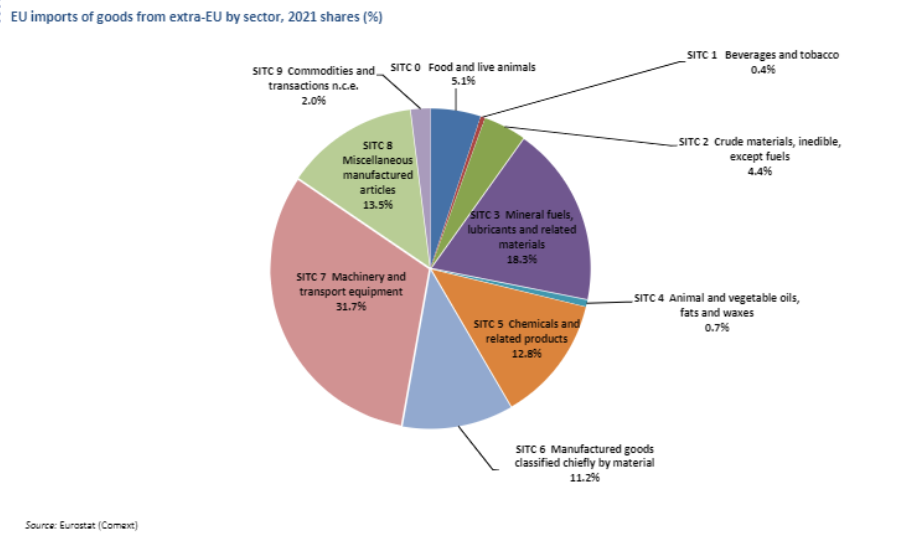 EU imports of goods from extra-EU by sector, 2021 shares (%)
SITC 0 Food and live animals
5.1%
SITC 1 Beverages and tobacco
0.4%
SITC 2 Crude materials, inedible,
except fuels
4.4%
SITC 3 Mineral fuels,
lubricants and related
materials
18.3%
SITC 4 Animal and vegetable oils,
fats and waxes
0.7%
SITC 5 Chemicals and
related products
12.8%
SITC 6 Manufactured goods
classified chiefly by material
11.2%
SITC 7 Machinery and
transport equipment
31.7%
SITC 8
Miscellaneous
manufactured
articles
13.5%
SITC 9 Commodities and
transactions n.c.e.
2.0%
Source: Eurostat (Comext)